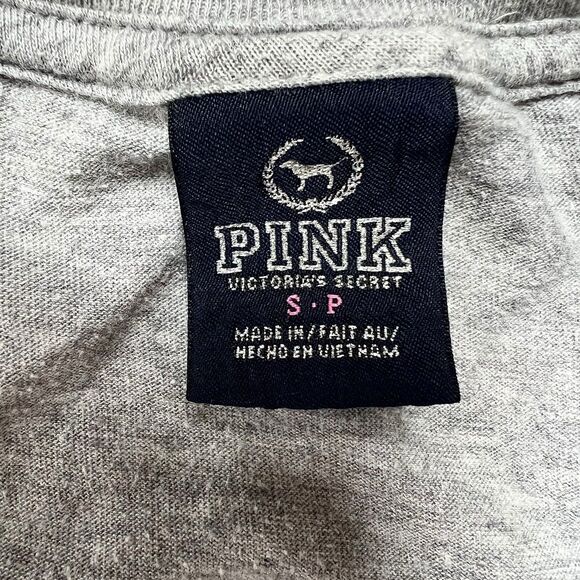 PINK
VICTORIA'S SECRET
S · P
MADE IN/FAIT AU/
HECHO EN VIETNAM